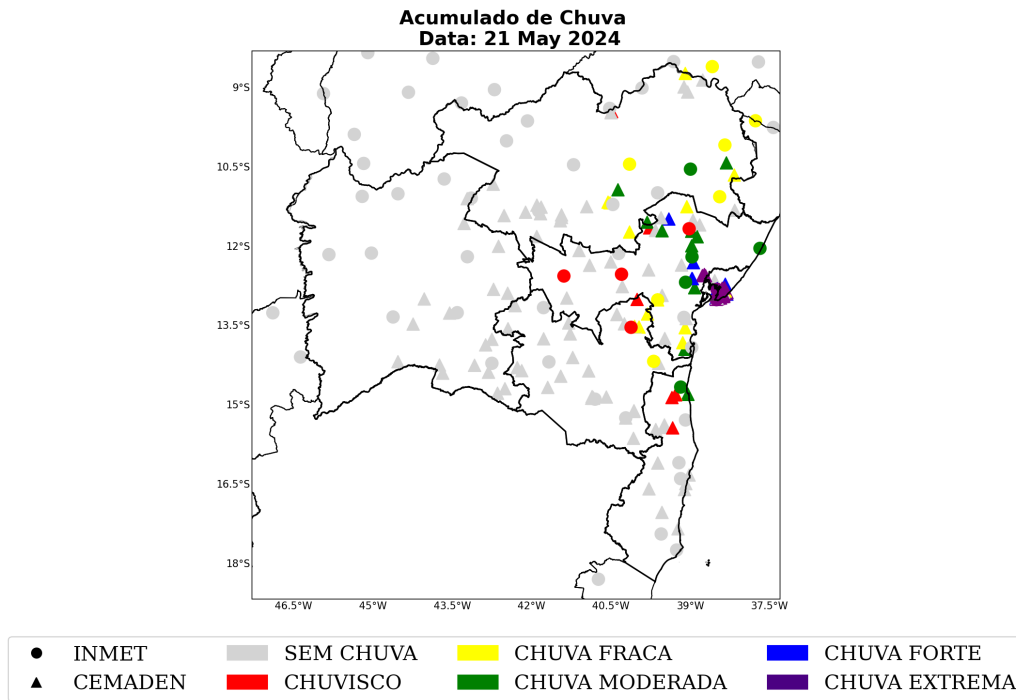 Acumulado de Chuva
Data: 21 May 2024
9°S
10.5°S
12°S
13.5°S
15°S
16.5°S
18°S
46.5°W 45°W 43.5°W 42°W 40.5°W 39°W 37.5°W
INMET SEM CHUVA CHUVA FRACA CHUVA FORTE
CEMADEN CHUVISCO CHUVA MODERADA CHUVA EXTREMA